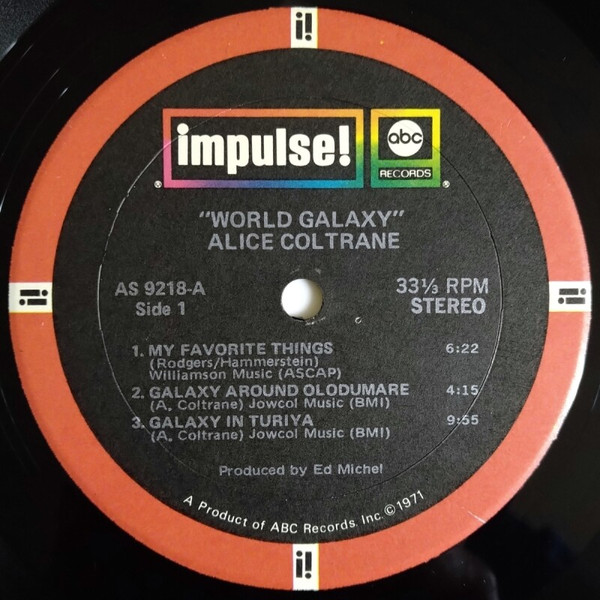 i!
impulse!
abc
RECORDS
®
®
"WORLD GALAXY"
ALICE COLTRANE
AS 9218-A
Side 1
33⅓ RPM
STEREO
i!
i!
1. MY FAVORITE THINGS 6:22
(Rodgers/Hammerstein)
Williamson Music (ASCAP)
2. GALAXY AROUND OLODUMARE 4:15
(A. Coltrane) Jowcol Music (BMI)
3. GALAXY IN TURIYA 9:55
(A. Coltrane) Jowcol Music (BMI)
Produced by Ed Michel
A Product of ABC Records, Inc. ©1971
i!